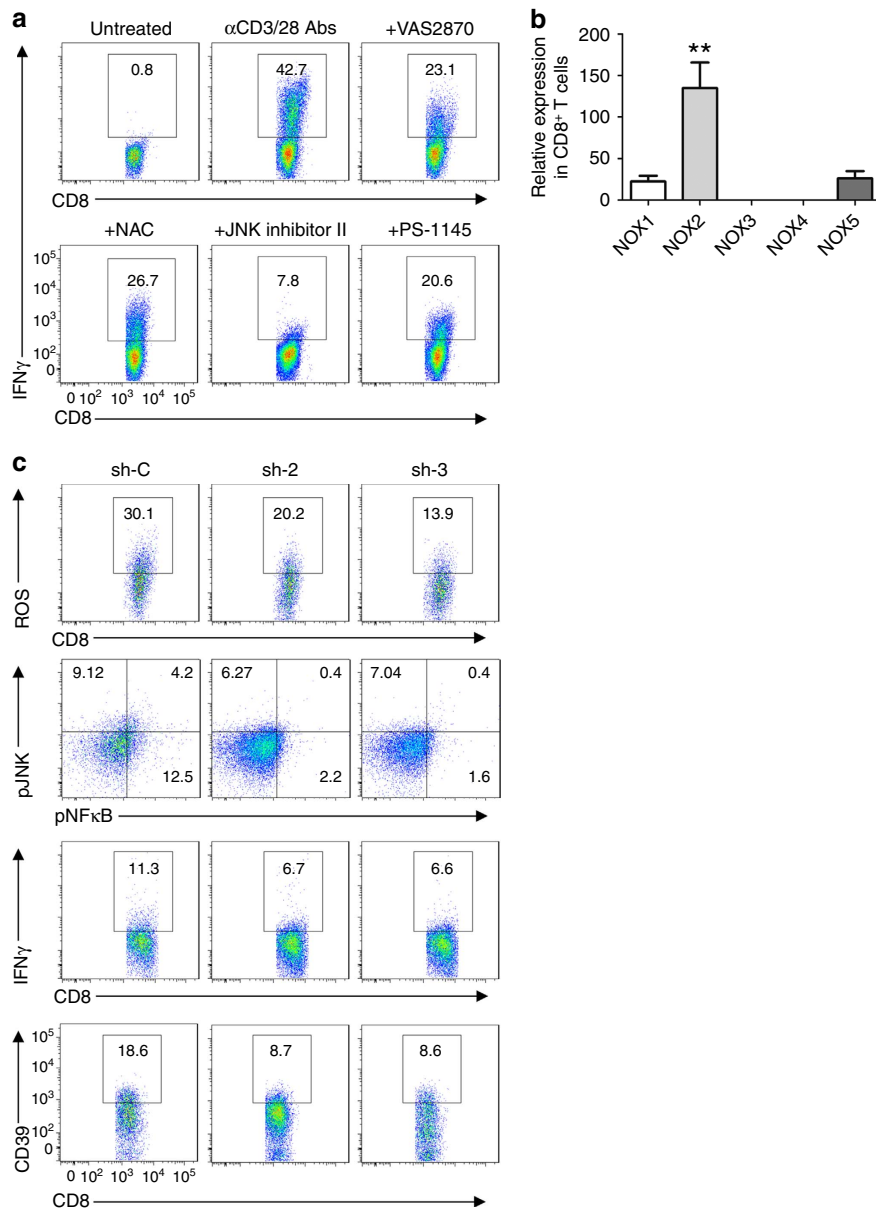 a
Untreated
αCD3/28 Abs
+VAS2870
0.8
42.7
23.1
CD8
+NAC
+JNK inhibitor II
+PS-1145
26.7
7.8
20.6
10⁵
10⁴
10³
10²
0
IFNγ
0 10² 10³ 10⁴ 10⁵
CD8
b
Relative expression
in CD8⁺ T cells
200
150
100
50
0
**
NOX1
NOX2
NOX3
NOX4
NOX5
c
sh-C
sh-2
sh-3
30.1
20.2
13.9
ROS
CD8
9.12 4.2
6.27 0.4
7.04 0.4
12.5
2.2
1.6
pJNK
pNFκB
11.3
6.7
6.6
IFNγ
CD8
18.6
8.7
8.6
10⁵
10⁴
10³
10²
0
CD39
0 10² 10³ 10⁴ 10⁵
CD8